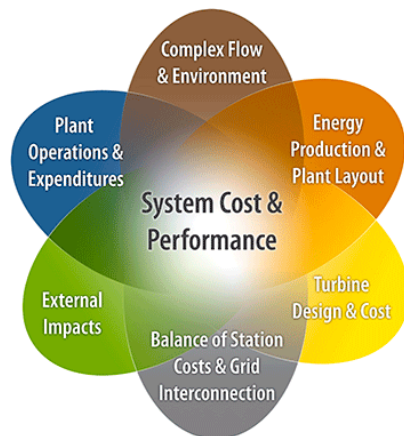 Complex Flow
& Environment
Energy
Production &
Plant Layout
Plant
Operations &
Expenditures
System Cost &
Performance
Turbine
Design & Cost
External
Impacts
Balance of Station
Costs & Grid
Interconnection